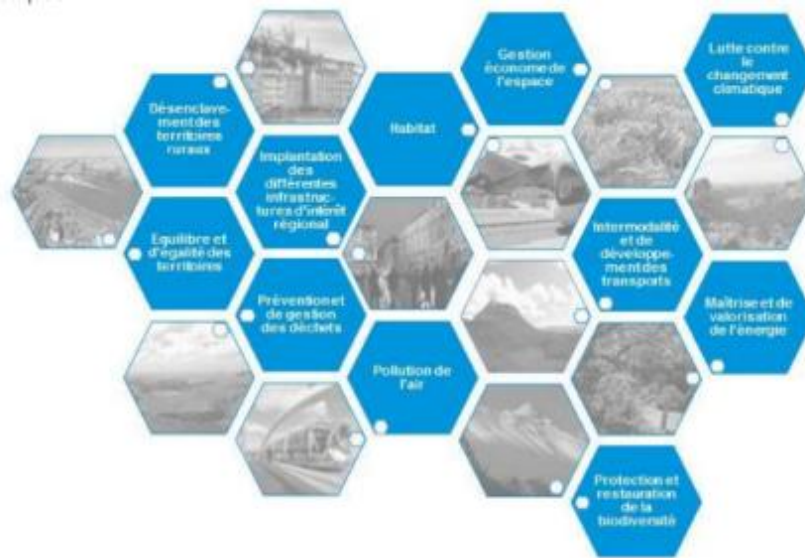 Gestion
économe de
l'espace
Lutte contre
le
changement
climatique
Désenclave-
ment des
territoires
ruraux
Habitat
Implantation
des
différentes
infrastruc-
tures d'intérêt
régional
Intermodalité
et de
développe-
ment des
transports
Equilibre et
d'égalité des
territoires
Maîtrise et de
valorisation
de l'énergie
Prévention et
de gestion
des déchets
Pollution de
l'air
Protection et
restauration
de la
biodiversité